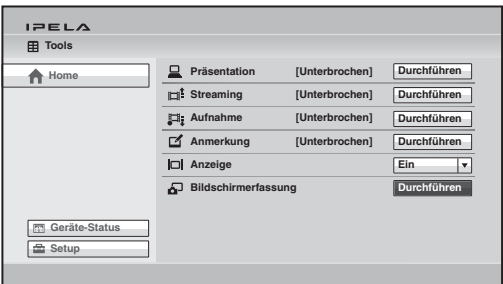 IPELA
Tools
Home
Präsentation [Unterbrochen] Durchführen
Streaming [Unterbrochen] Durchführen
Aufnahme [Unterbrochen] Durchführen
Anmerkung [Unterbrochen] Durchführen
Anzeige Ein
Bildschirmerfassung Durchführen
Geräte-Status
Setup